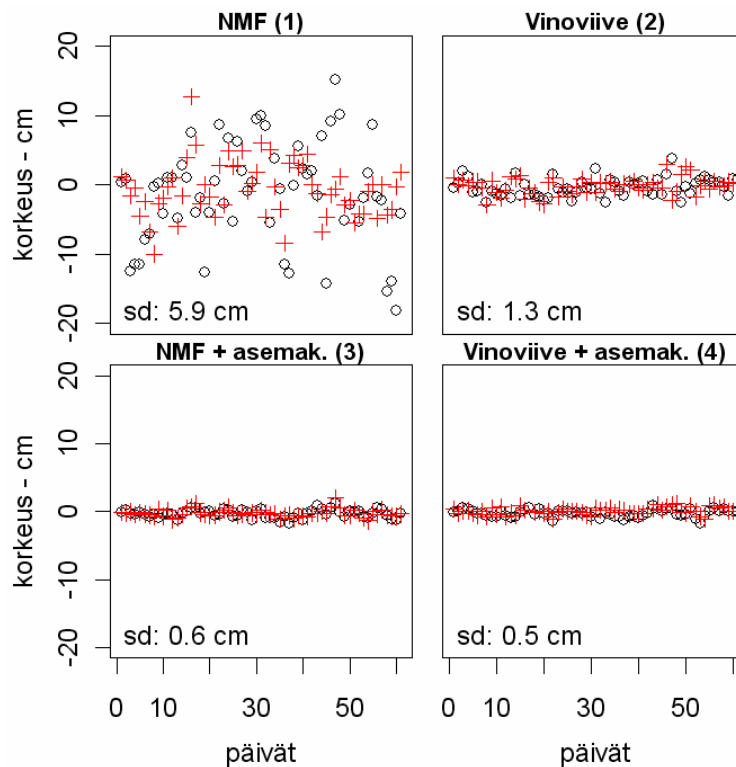 NMF (1)
Vinoviive (2)
korkeus - cm
20
10
0
-10
-20
sd: 5.9 cm
sd: 1.3 cm
NMF + asemak. (3)
Vinoviive + asemak. (4)
korkeus - cm
20
10
0
-10
-20
sd: 0.6 cm
sd: 0.5 cm
0 10 30 50
0 10 30 50
päivät
päivät